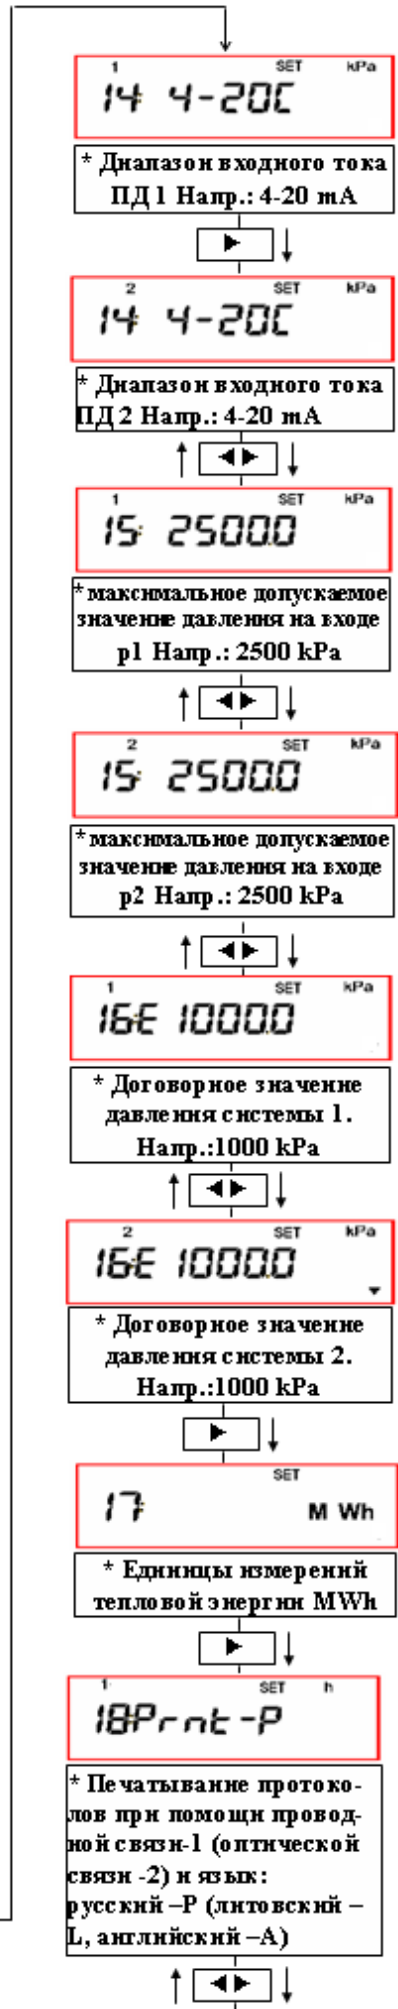 1 SET kPa
14: 4-20C
* Диапазон входного тока
ПД 1 Напр.: 4-20 mA
2 SET kPa
14: 4-20C
* Диапазон входного тока
ПД 2 Напр.: 4-20 mA
1 SET kPa
15: 2500.0
* максимальное допускаемое
значение давления на входе
p1 Напр.: 2500 kPa
2 SET kPa
15: 2500.0
* максимальное допускаемое
значение давления на входе
p2 Напр.: 2500 kPa
1 SET kPa
16:E 1000.0
* Договорное значение
давления системы 1.
Напр.:1000 kPa
2 SET kPa
16:E 1000.0
* Договорное значение
давления системы 2.
Напр.:1000 kPa
SET
17: M Wh
* Единицы измерений
тепловой энергии MWh
1 SET h
18:Prnt-P
* Печатывание протоко-
лов при помощи провод-
ной связи-1 (оптической
связи -2) и язык:
русский –Р (литовский –
L, английский –А)